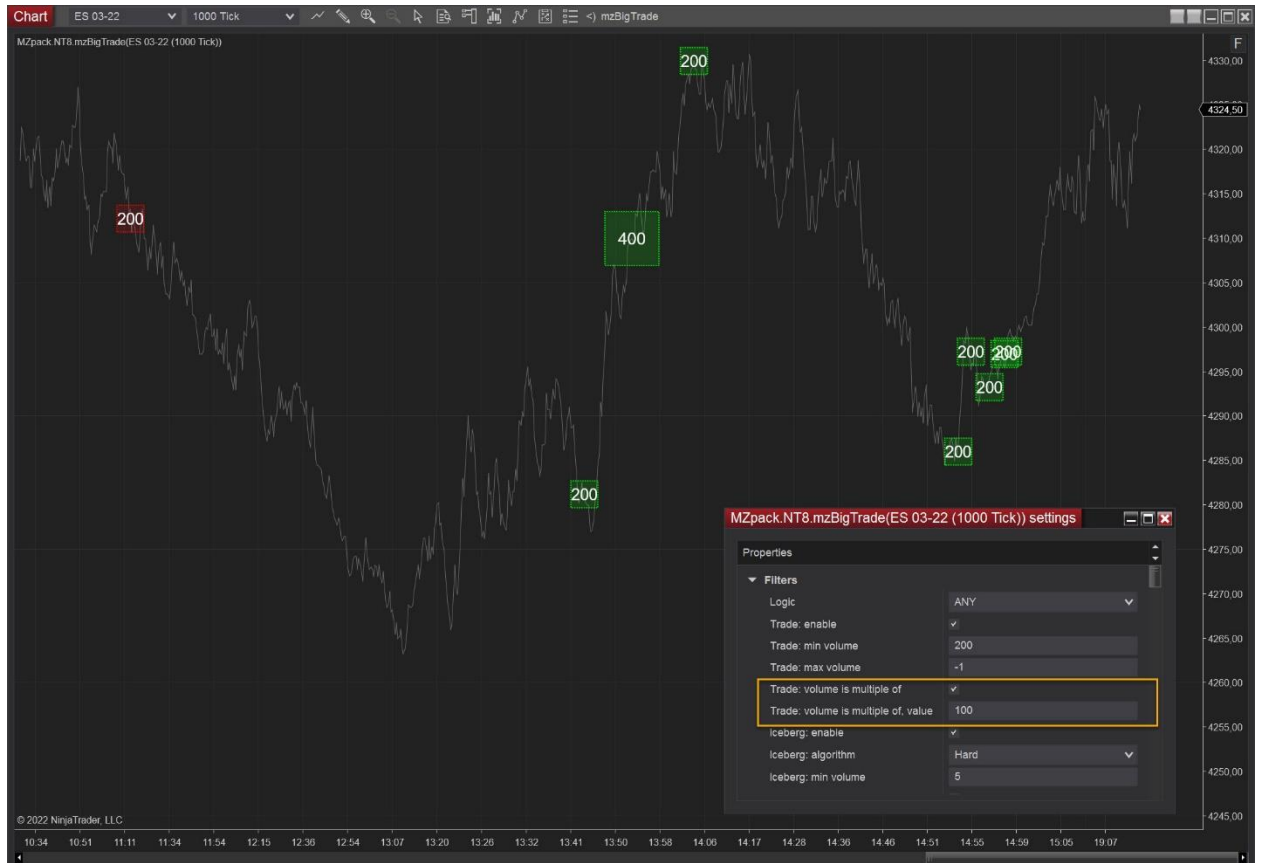 Chart ES 03-22 1000 Tick <) mzBigTrade
MZpack.NT8.mzBigTrade(ES 03-22 (1000 Tick))
F
200
4330,00
4324,50
4320,00
4315,00
200
4310,00
400
4305,00
4300,00
200
200
200
4295,00
200
4290,00
200
4285,00
200
4280,00
4275,00
4270,00
4265,00
4260,00
4255,00
4250,00
4245,00
MZpack.NT8.mzBigTrade(ES 03-22 (1000 Tick)) settings
Properties
Filters
Logic ANY
Trade: enable
Trade: min volume 200
Trade: max volume -1
Trade: volume is multiple of
Trade: volume is multiple of, value 100
Iceberg: enable
Iceberg: algorithm Hard
Iceberg: min volume 5
© 2022 NinjaTrader, LLC
10:34 10:51 11:11 11:34 11:54 12:15 12:36 12:54 13:07 13:20 13:26 13:32 13:41 13:50 13:58 14:06 14:17 14:28 14:36 14:46 14:51 14:55 14:59 15:05 19:07